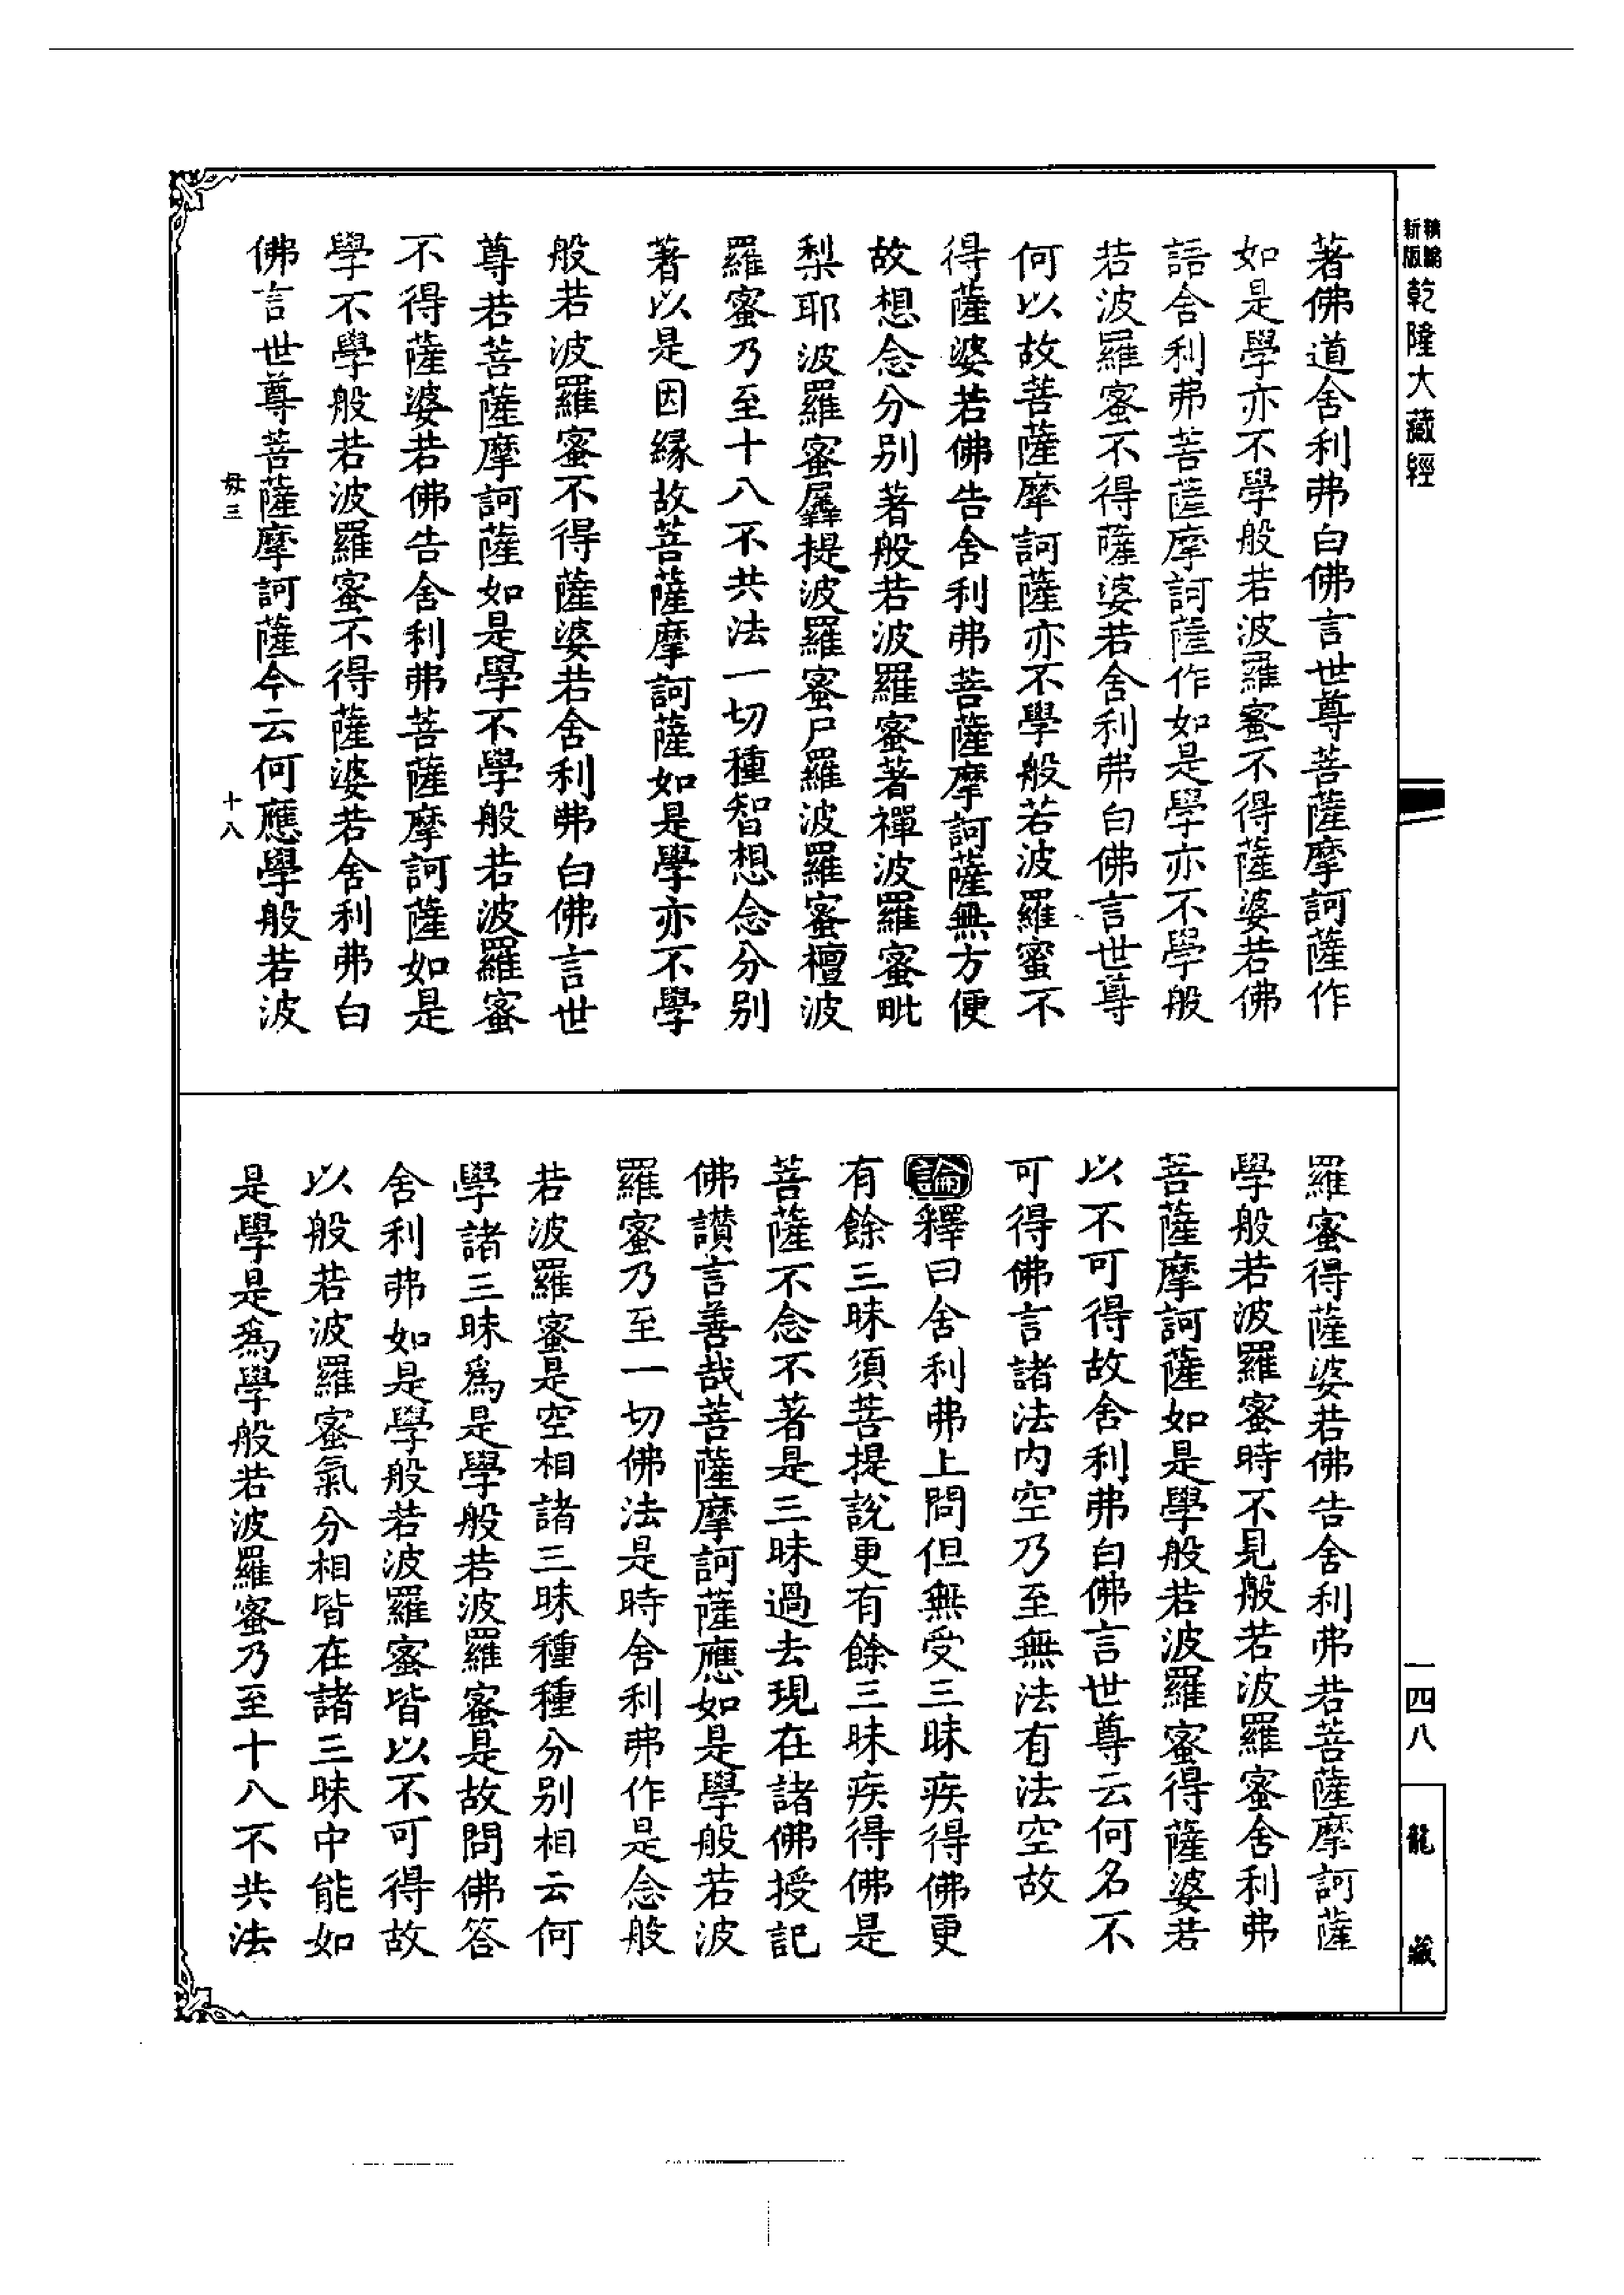 新版
精編
乾隆大藏經
著佛道舍利弗白佛言世尊菩薩摩訶薩作
如是學亦不學般若波羅蜜不得薩婆若佛
語舍利弗菩薩摩訶薩作如是學亦不學般
若波羅蜜不得薩婆若舍利弗白佛言世尊
何以故菩薩摩訶薩亦不學般若波羅蜜不
得薩婆若佛告舍利弗菩薩摩訶薩無方便
故想念分別著般若波羅蜜著禪波羅蜜毗
梨耶波羅蜜羼提波羅蜜尸羅波羅蜜檀波
羅蜜乃至十八不共法一切種智想念分別
著以是因緣故菩薩摩訶薩如是學亦不學
般若波羅蜜不得薩婆若舍利弗白佛言世
尊若菩薩摩訶薩如是學不學般若波羅蜜
不得薩婆若佛告舍利弗菩薩摩訶薩如是
學不學般若波羅蜜不得薩婆若舍利弗白
佛言世尊菩薩摩訶薩今云何應學般若波
毋三
十八
羅蜜得薩婆若佛告舍利弗若菩薩摩訶薩
學般若波羅蜜時不見般若波羅蜜舍利弗
菩薩摩訶薩如是學般若波羅蜜得薩婆若
以不可得故舍利弗白佛言世尊云何名不
可得佛言諸法內空乃至無法有法空故
論釋曰舍利弗上問但無受三昧疾得佛更
有餘三昧須菩提說更有餘三昧疾得佛是
菩薩不念不著是三昧過去現在諸佛授記
佛讚言善哉菩薩摩訶薩應如是學般若波
羅蜜乃至一切佛法是時舍利弗作是念般
若波羅蜜是空相諸三昧種種分別相云何
學諸三昧爲是學般若波羅蜜是故問佛答
舍利弗如是學般若波羅蜜皆以不可得故
以般若波羅蜜氣分相皆在諸三昧中能如
是學是爲學般若波羅蜜乃至十八不共法
一四八
龍藏